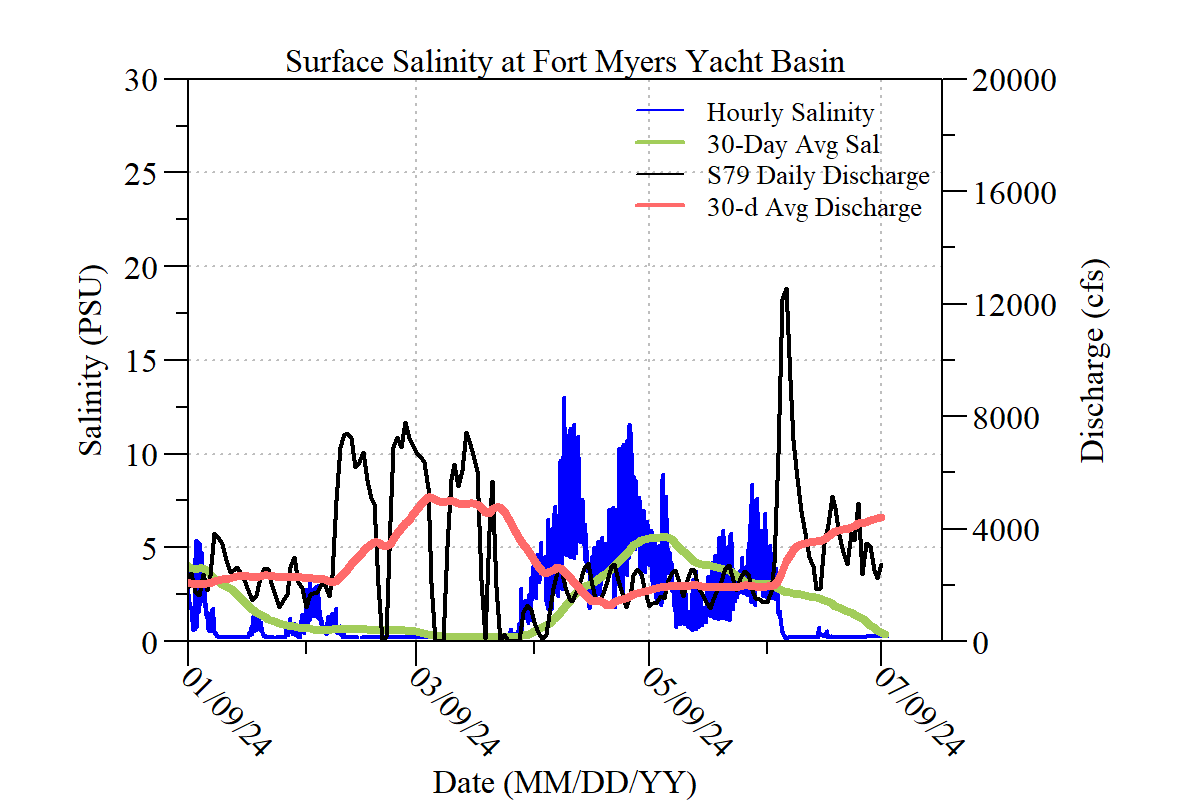 Surface Salinity at Fort Myers Yacht Basin
30
25
20
15
10
5
0
Salinity (PSU)
Hourly Salinity
30-Day Avg Sal
S79 Daily Discharge
30-d Avg Discharge
20000
16000
12000
8000
4000
0
Discharge (cfs)
01/09/24
03/09/24
05/09/24
07/09/24
Date (MM/DD/YY)